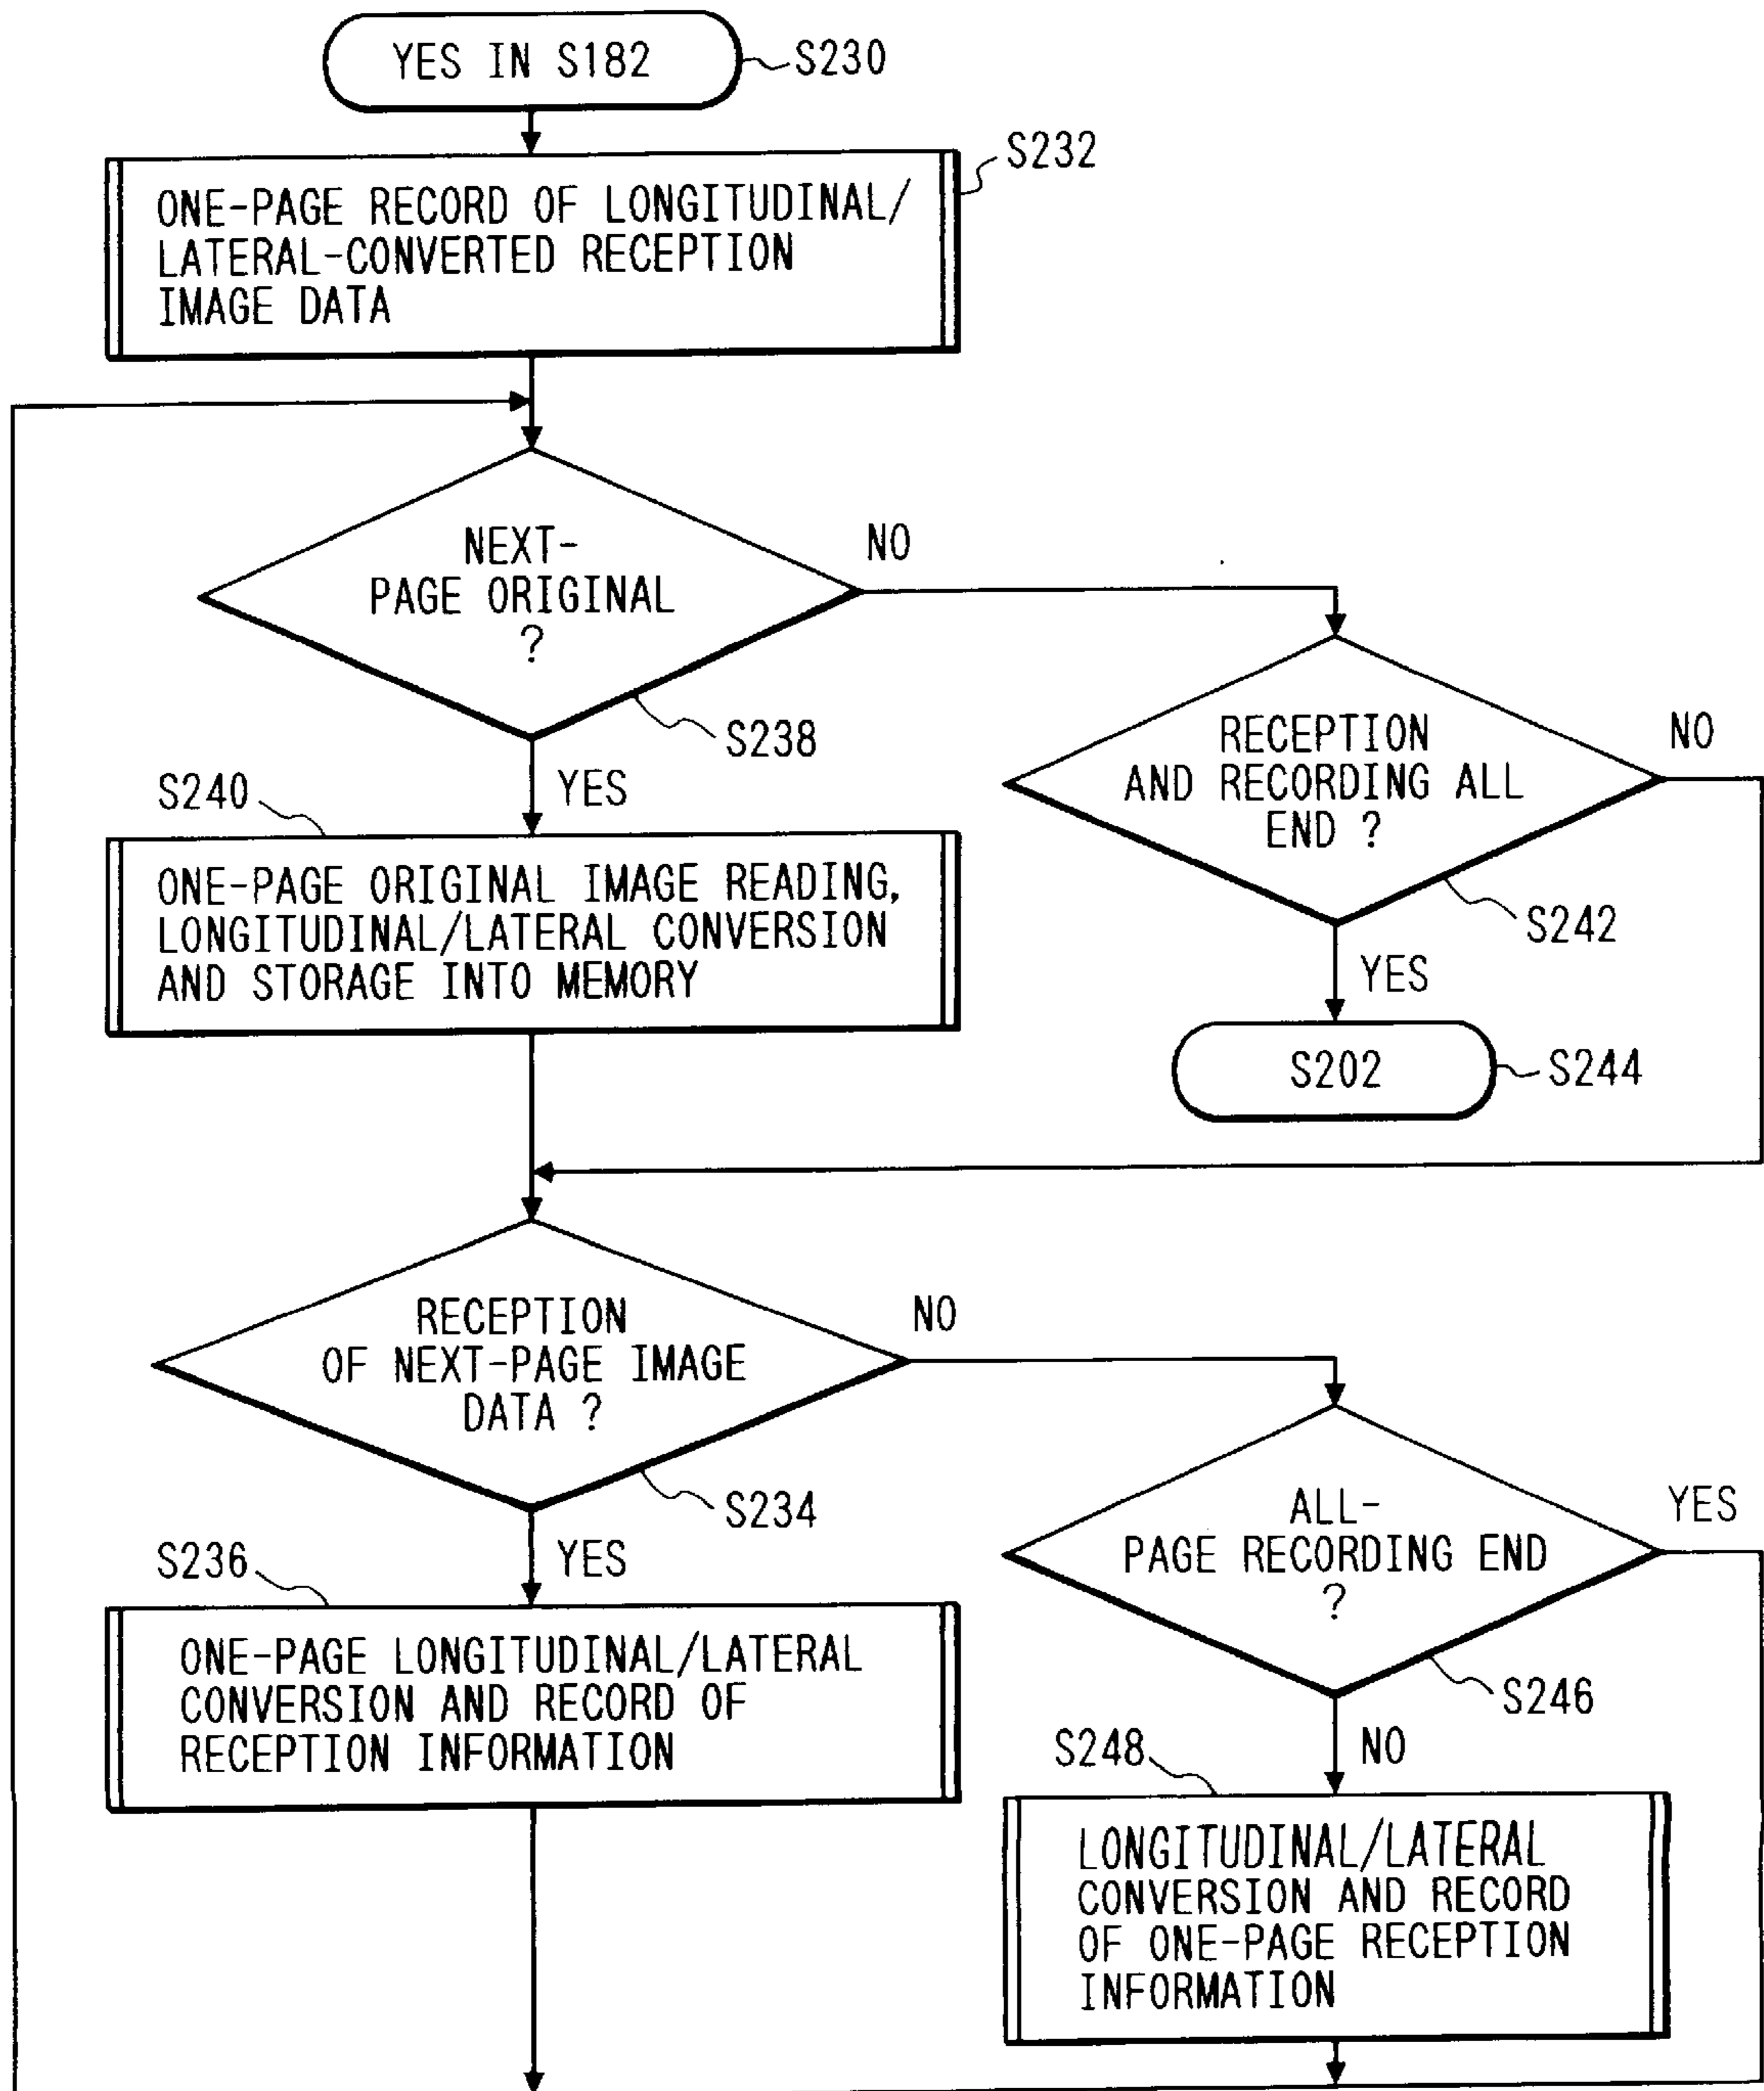 YES IN S182
S230
S232
ONE-PAGE RECORD OF LONGITUDINAL/
LATERAL-CONVERTED RECEPTION
IMAGE DATA
NEXT-
PAGE ORIGINAL
?
NO
S238
YES
RECEPTION
AND RECORDING ALL
END ?
NO
S242
YES
S202
S244
S240
ONE-PAGE ORIGINAL IMAGE READING,
LONGITUDINAL/LATERAL CONVERSION
AND STORAGE INTO MEMORY
RECEPTION
OF NEXT-PAGE IMAGE
DATA ?
NO
S234
YES
ALL-
PAGE RECORDING END
?
YES
S246
NO
S236
ONE-PAGE LONGITUDINAL/LATERAL
CONVERSION AND RECORD OF
RECEPTION INFORMATION
S248
LONGITUDINAL/LATERAL
CONVERSION AND RECORD
OF ONE-PAGE RECEPTION
INFORMATION